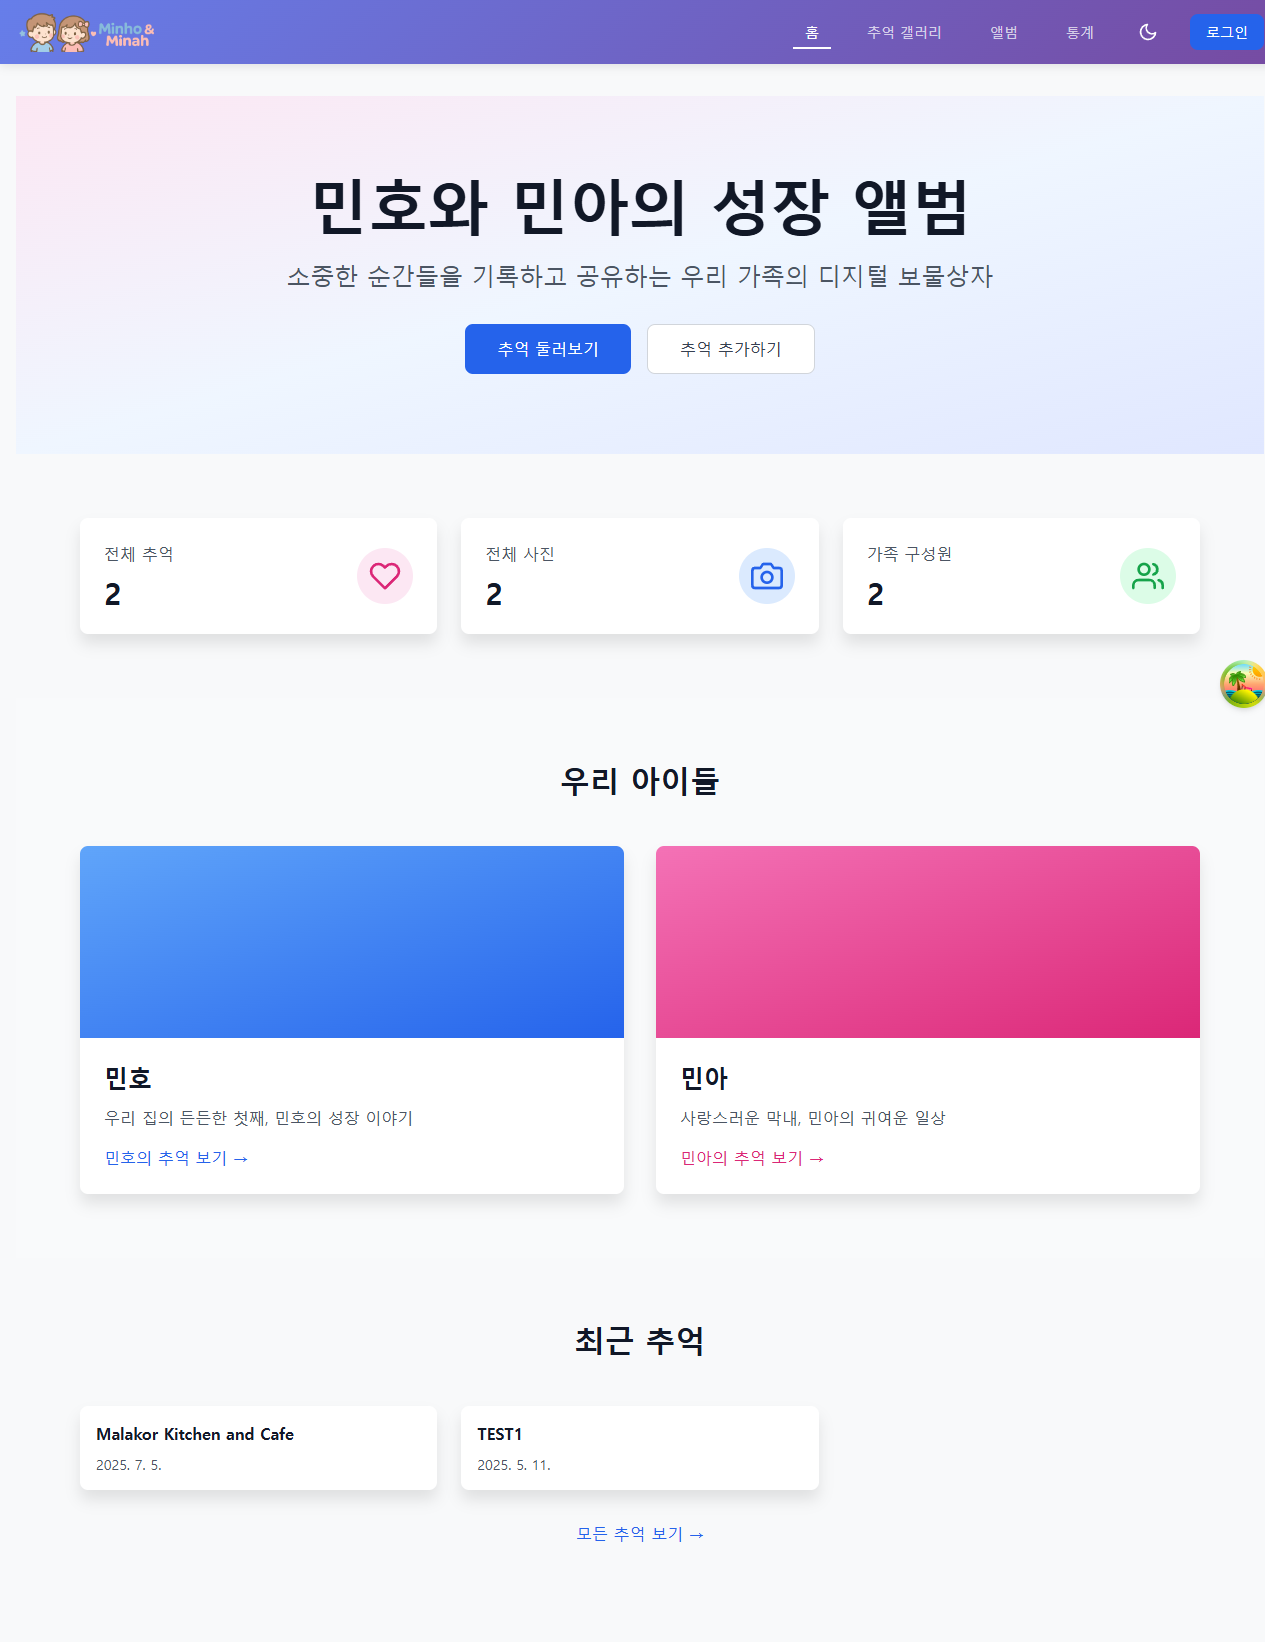 Minho &
Minah
홈
추억 갤러리
앨범
통계
로그인
민호와 민아의 성장 앨범
소중한 순간들을 기록하고 공유하는 우리 가족의 디지털 보물상자
추억 둘러보기
추억 추가하기
전체 추억
2
전체 사진
2
가족 구성원
2
우리 아이들
민호
우리 집의 든든한 첫째, 민호의 성장 이야기
민호의 추억 보기 →
민아
사랑스러운 막내, 민아의 귀여운 일상
민아의 추억 보기 →
최근 추억
Malakor Kitchen and Cafe
2025. 7. 5.
TEST1
2025. 5. 11.
모든 추억 보기 →